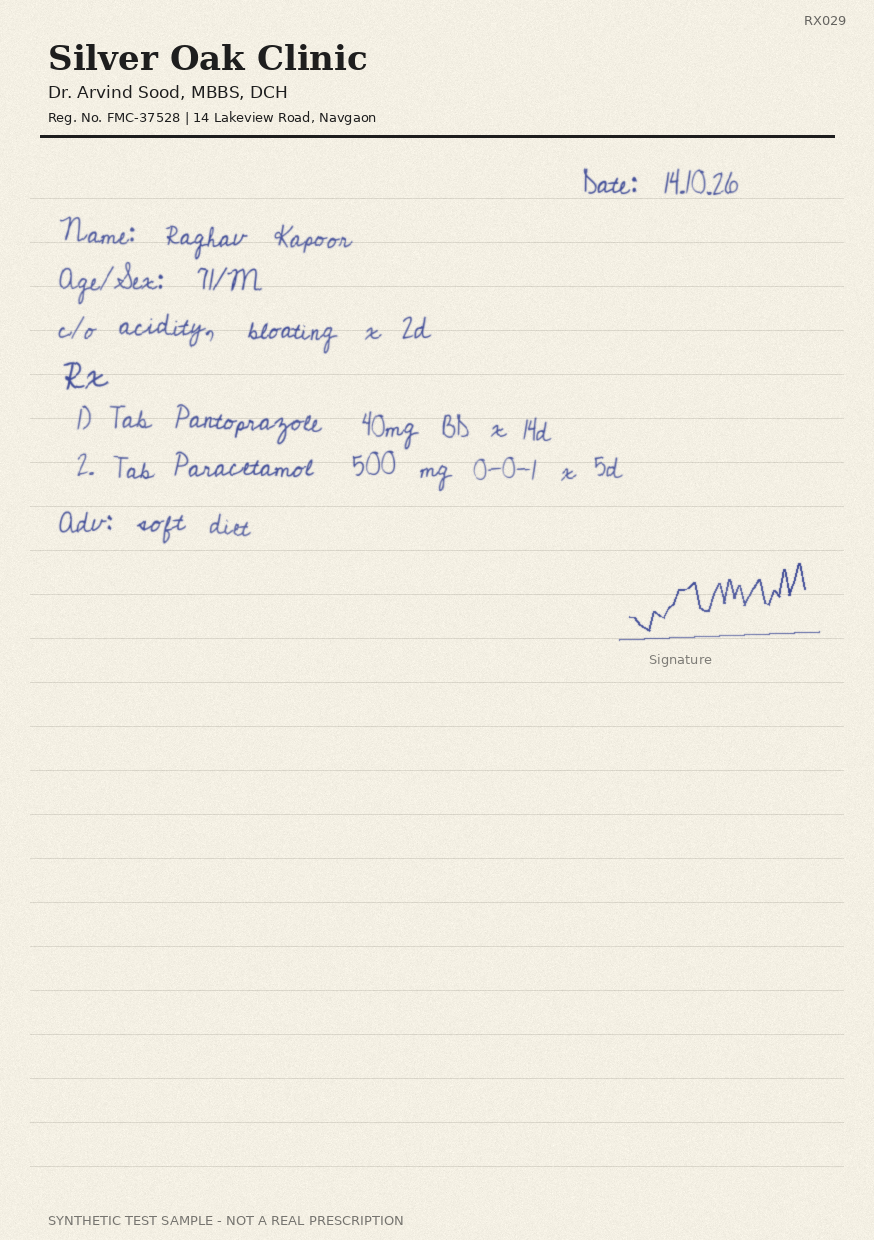 RX029
Silver Oak Clinic
Dr. Arvind Sood, MBBS, DCH
Reg. No. FMC-37528 | 14 Lakeview Road, Navgaon
Date: 14.10.26
Name: Raghav Kapoor
Age/Sex: 71/M
c/o acidity, bloating x 2d
Rx
1) Tab Pantoprazole 40mg BD x 14d
2. Tab Paracetamol 500 mg 0-0-1 x 5d
Adv: soft diet
Signature
SYNTHETIC TEST SAMPLE - NOT A REAL PRESCRIPTION